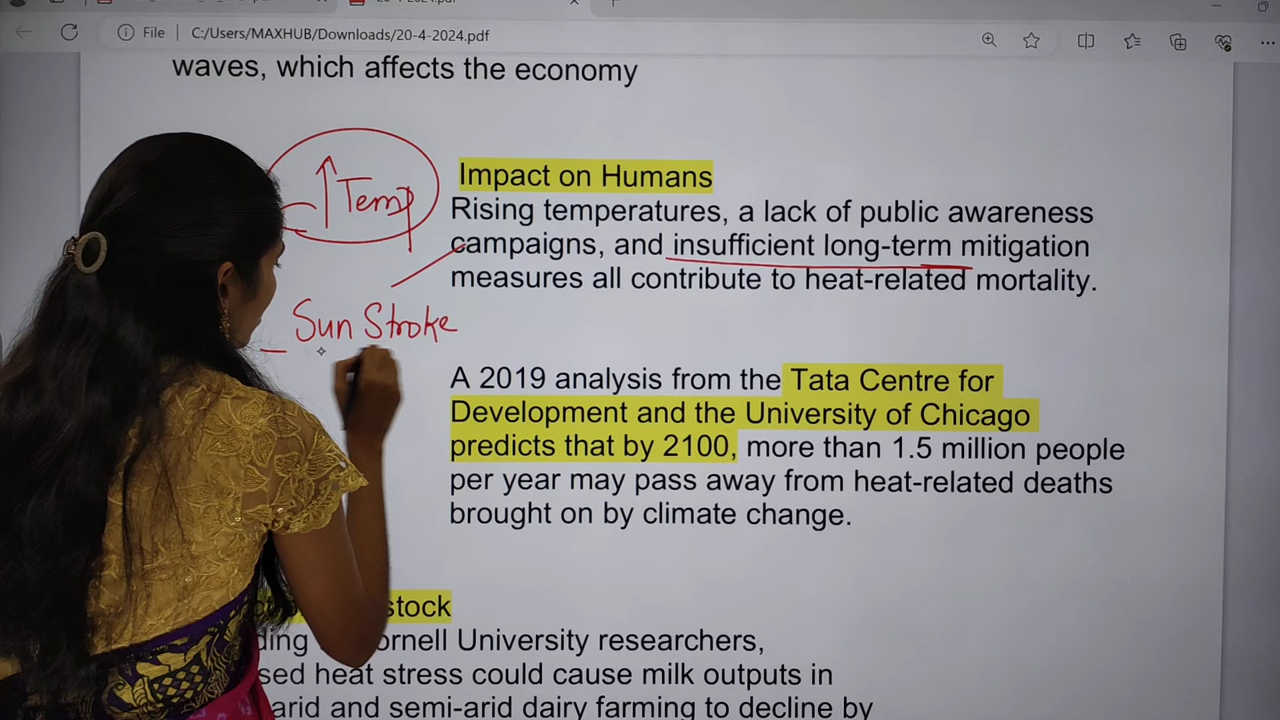 File
C:/Users/MAXHUB/Downloads/20-4-2024.pdf
waves, which affects the economy
Temp
Impact on Humans
Rising temperatures, a lack of public awareness
campaigns, and insufficient long-term mitigation
measures all contribute to heat-related mortality.
Sun Stroke
A 2019 analysis from the Tata Centre for
Development and the University of Chicago
predicts that by 2100, more than 1.5 million people
per year may pass away from heat-related deaths
brought on by climate change.
stock
University researchers,
heat stress could cause milk outputs in
arid and semi-arid dairy farming to decline by